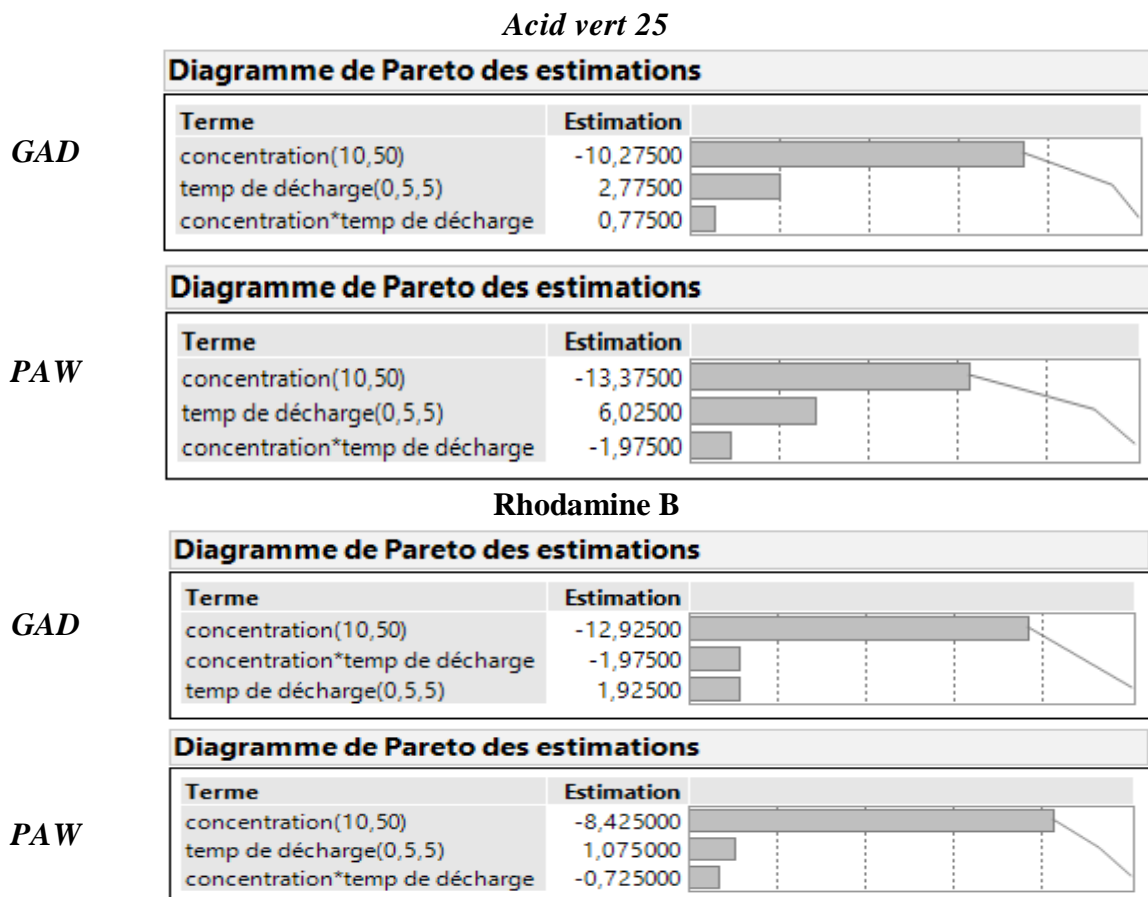 Acid vert 25
Diagramme de Pareto des estimations
GAD
Terme Estimation
concentration(10,50) -10,27500
temp de décharge(0,5,5) 2,77500
concentration*temp de décharge 0,77500
Diagramme de Pareto des estimations
PAW
Terme Estimation
concentration(10,50) -13,37500
temp de décharge(0,5,5) 6,02500
concentration*temp de décharge -1,97500
Rhodamine B
Diagramme de Pareto des estimations
GAD
Terme Estimation
concentration(10,50) -12,92500
concentration*temp de décharge -1,97500
temp de décharge(0,5,5) 1,92500
Diagramme de Pareto des estimations
PAW
Terme Estimation
concentration(10,50) -8,425000
temp de décharge(0,5,5) 1,075000
concentration*temp de décharge -0,725000